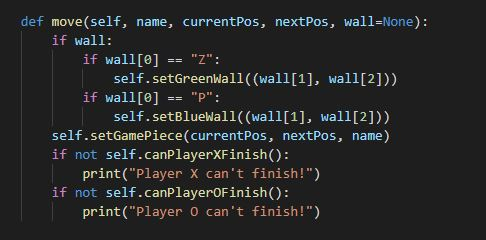 def move(self, name, currentPos, nextPos, wall=None):
    if wall:
        if wall[0] == "Z":
            self.setGreenWall((wall[1], wall[2]))
        if wall[0] == "P":
            self.setBlueWall((wall[1], wall[2]))
    self.setGamePiece(currentPos, nextPos, name)
    if not self.canPlayerXFinish():
        print("Player X can't finish!")
    if not self.canPlayerOFinish():
        print("Player O can't finish!")